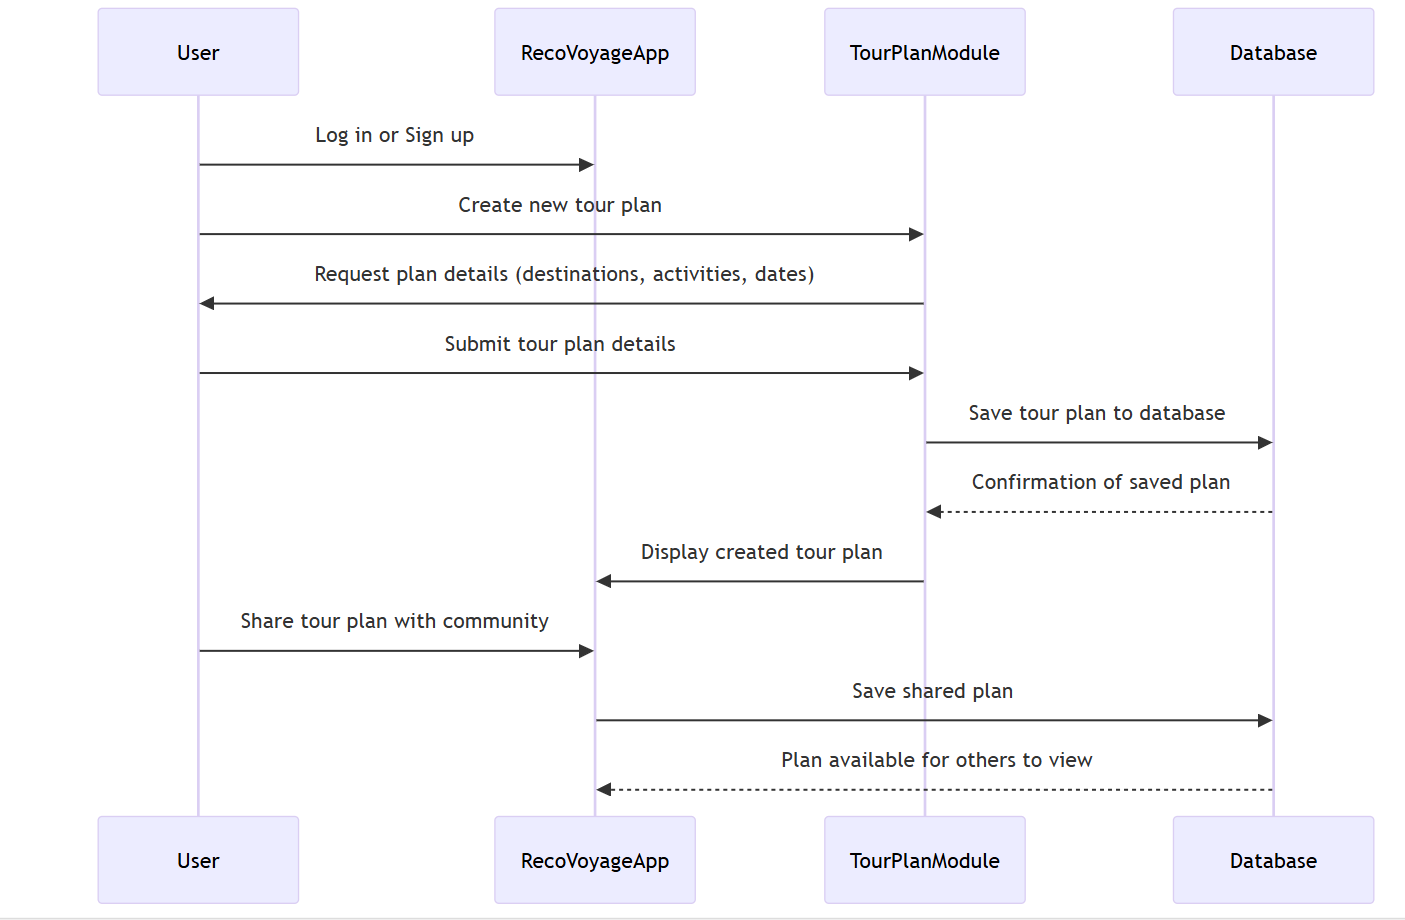 User
RecoVoyageApp
TourPlanModule
Database
Log in or Sign up
Create new tour plan
Request plan details (destinations, activities, dates)
Submit tour plan details
Save tour plan to database
Confirmation of saved plan
Display created tour plan
Share tour plan with community
Save shared plan
Plan available for others to view
User
RecoVoyageApp
TourPlanModule
Database